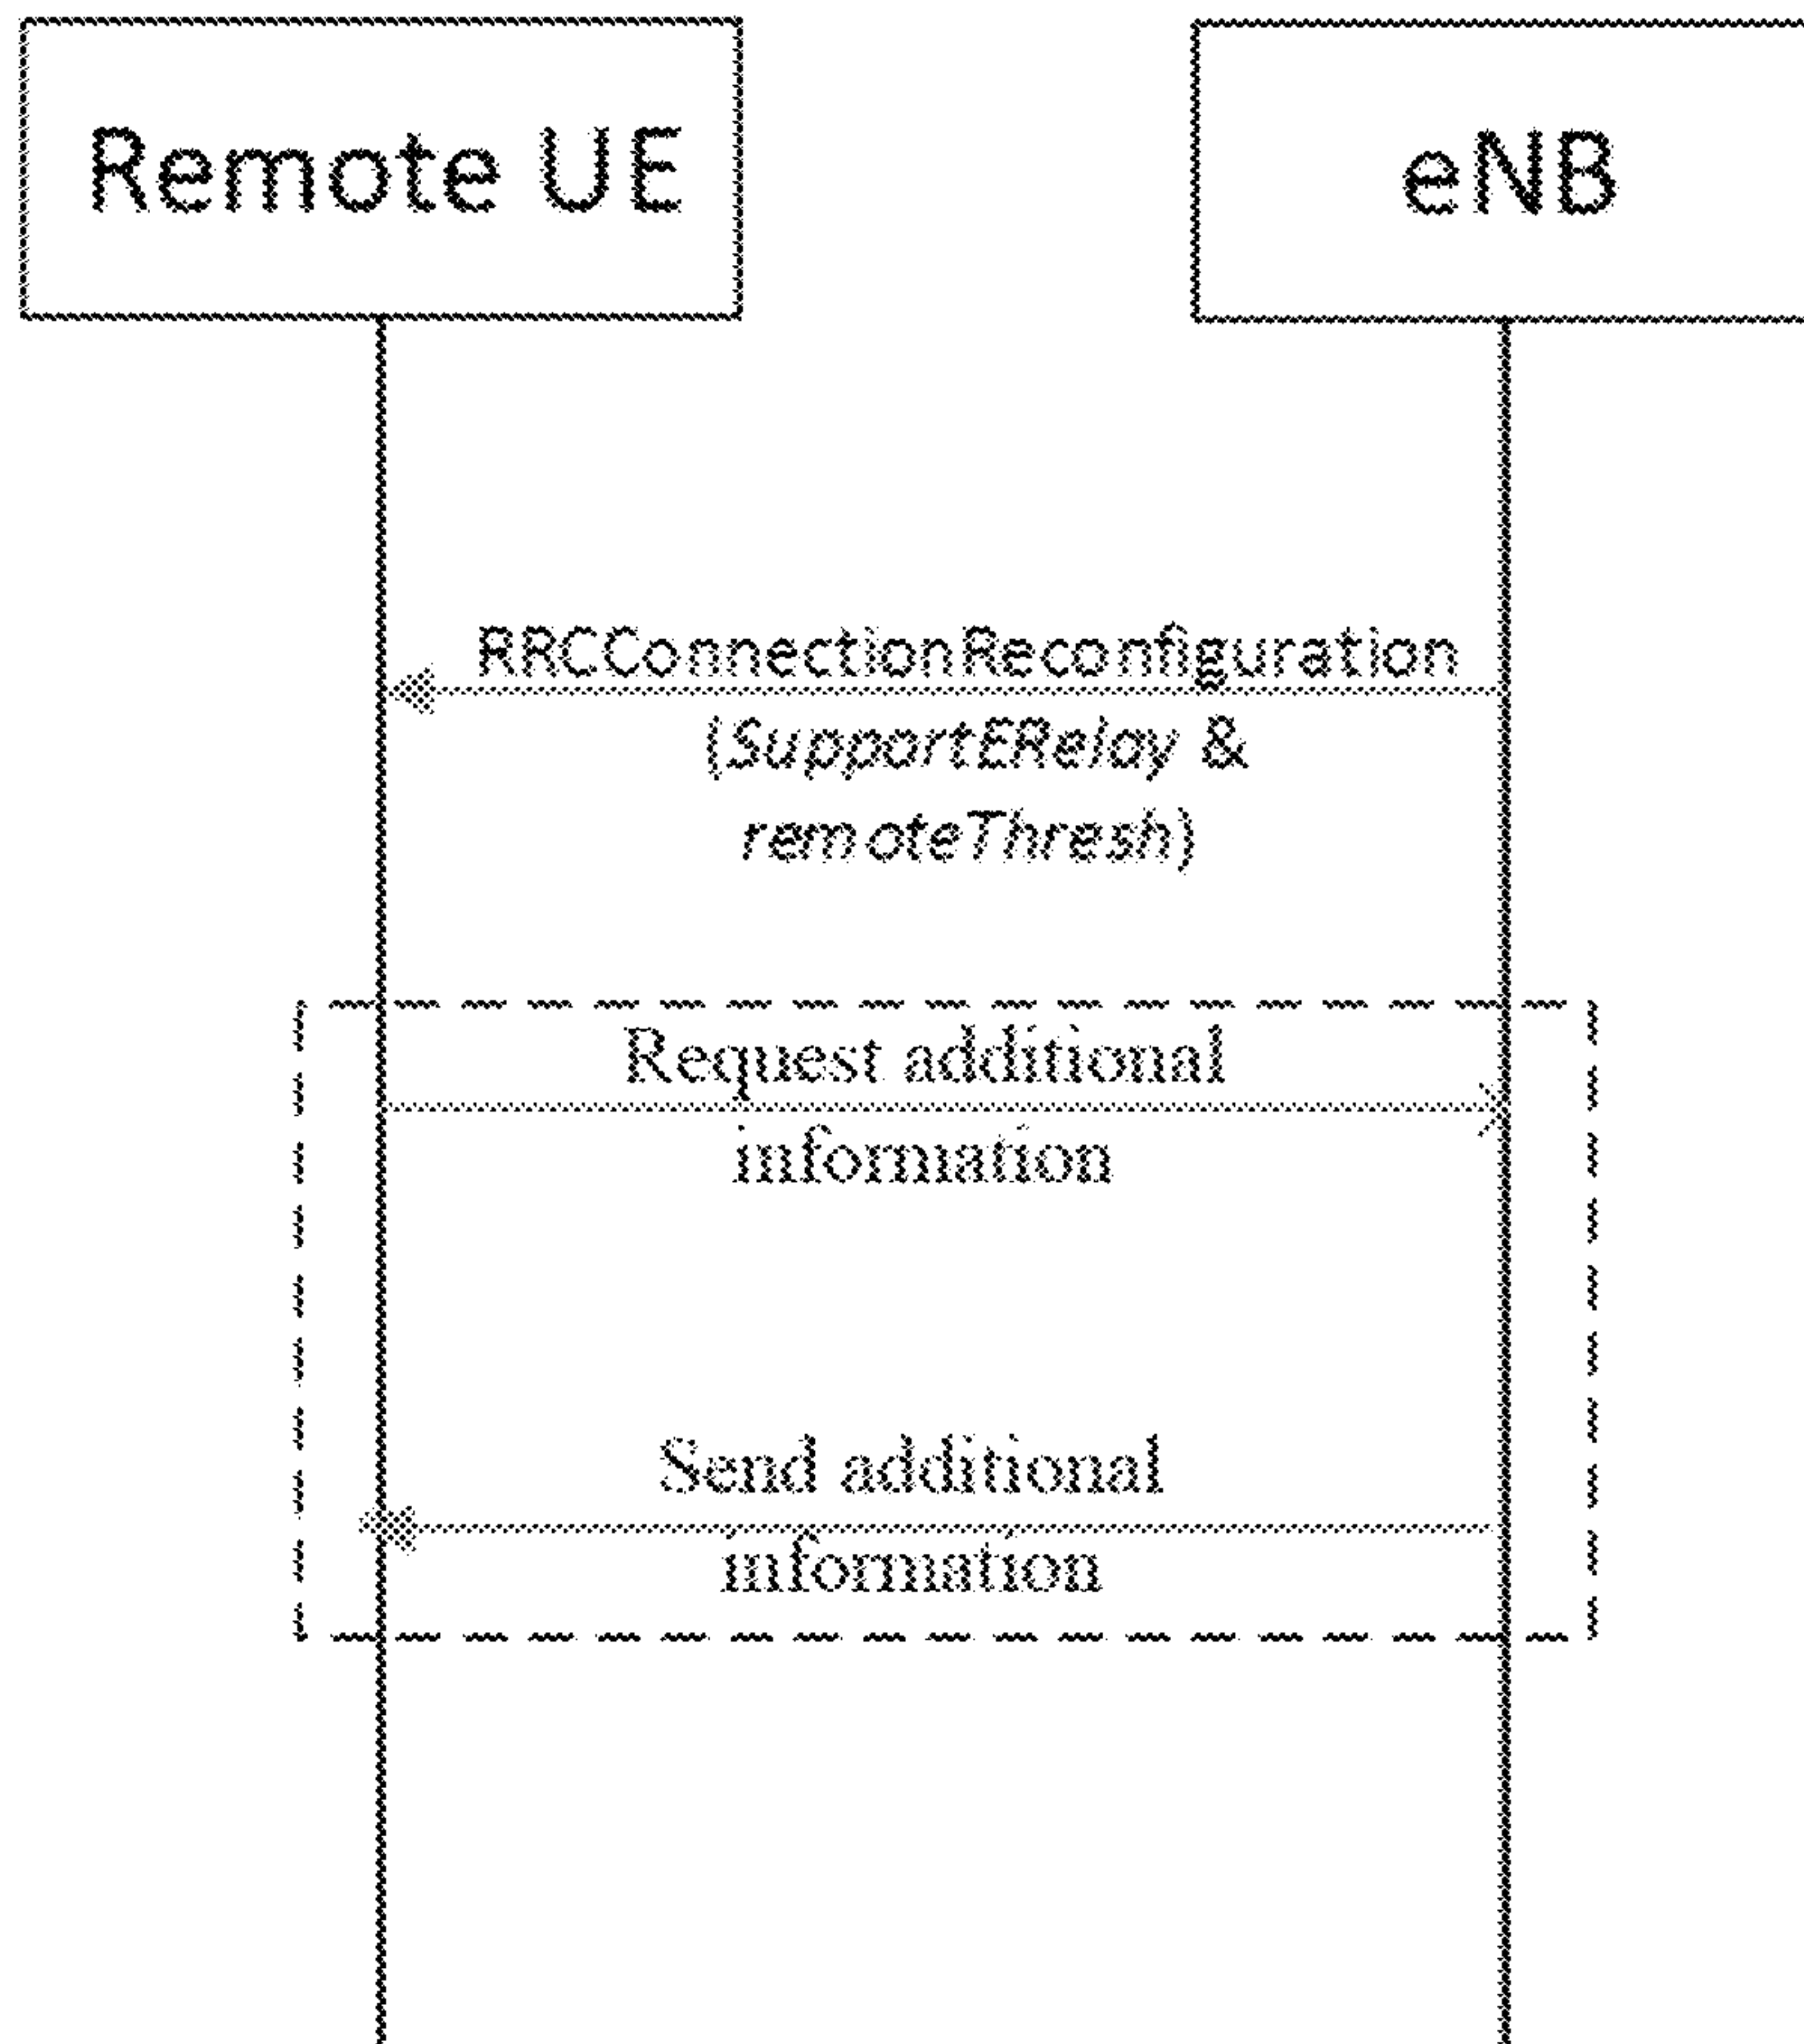 Remote UE
eNB
RRCConnectionReconfiguration
(SupportERelay &
remoteThresh)
Request additional
information
Send additional
information